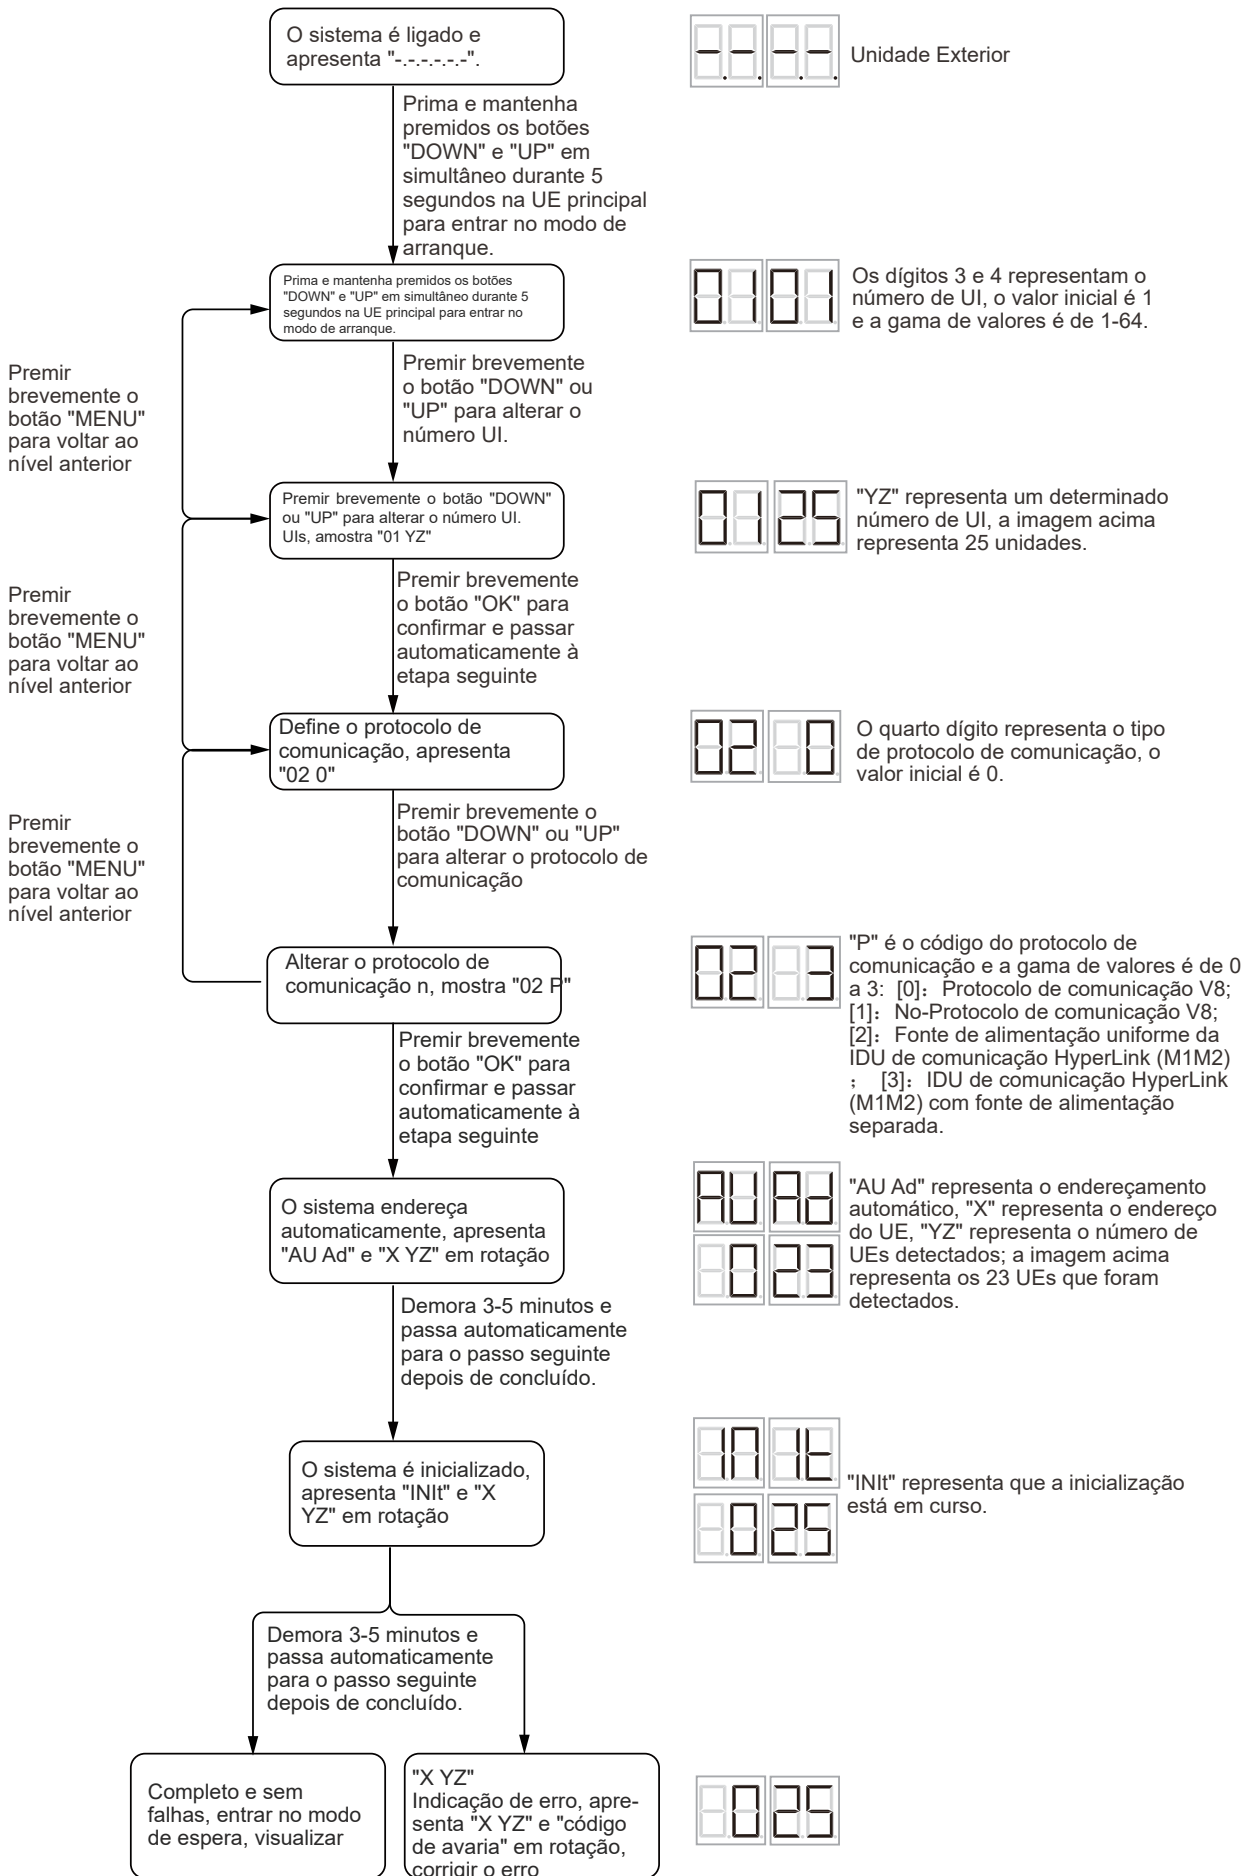 O sistema é ligado e
apresenta "-.-.-.-.-.-".
Unidade Exterior
Prima e mantenha
premidos os botões
"DOWN" e "UP" em
simultâneo durante 5
segundos na UE principal
para entrar no modo de
arranque.
Prima e mantenha premidos os botões
"DOWN" e "UP" em simultâneo durante 5
segundos na UE principal para entrar no
modo de arranque.
0101
Os dígitos 3 e 4 representam o
número de UI, o valor inicial é 1
e a gama de valores é de 1-64.
Premir
brevemente o
botão "MENU"
para voltar ao
nível anterior
Premir brevemente
o botão "DOWN" ou
"UP" para alterar o
número UI.
Premir brevemente o botão "DOWN"
ou "UP" para alterar o número UI.
UIs, amostra "01 YZ"
0125
"YZ" representa um determinado
número de UI, a imagem acima
representa 25 unidades.
Premir
brevemente o
botão "MENU"
para voltar ao
nível anterior
Premir brevemente
o botão "OK" para
confirmar e passar
automaticamente à
etapa seguinte
Define o protocolo de
comunicação, apresenta
"02 0"
02 0
O quarto dígito representa o tipo
de protocolo de comunicação, o
valor inicial é 0.
Premir
brevemente o
botão "MENU"
para voltar ao
nível anterior
Premir brevemente o
botão "DOWN" ou "UP"
para alterar o protocolo de
comunicação
Alterar o protocolo de
comunicação n, mostra "02 P"
02 3
"P" é o código do protocolo de
comunicação e a gama de valores é de 0
a 3: [0]：Protocolo de comunicação V8;
[1]：No-Protocolo de comunicação V8;
[2]：Fonte de alimentação uniforme da
IDU de comunicação HyperLink (M1M2)
； [3]：IDU de comunicação HyperLink
(M1M2) com fonte de alimentação
separada.
Premir brevemente
o botão "OK" para
confirmar e passar
automaticamente à
etapa seguinte
O sistema endereça
automaticamente, apresenta
"AU Ad" e "X YZ" em rotação
AU Ad
0 23
"AU Ad" representa o endereçamento
automático, "X" representa o endereço
do UE, "YZ" representa o número de
UEs detectados; a imagem acima
representa os 23 UEs que foram
detectados.
Demora 3-5 minutos e
passa automaticamente
para o passo seguinte
depois de concluído.
O sistema é inicializado,
apresenta "INIt" e "X
YZ" em rotação
INIt
0 25
"INIt" representa que a inicialização
está em curso.
Demora 3-5 minutos e
passa automaticamente
para o passo seguinte
depois de concluído.
Completo e sem
falhas, entrar no modo
de espera, visualizar
"X YZ"
Indicação de erro, apre-
senta "X YZ" e "código
de avaria" em rotação,
corrigir o erro
0 25